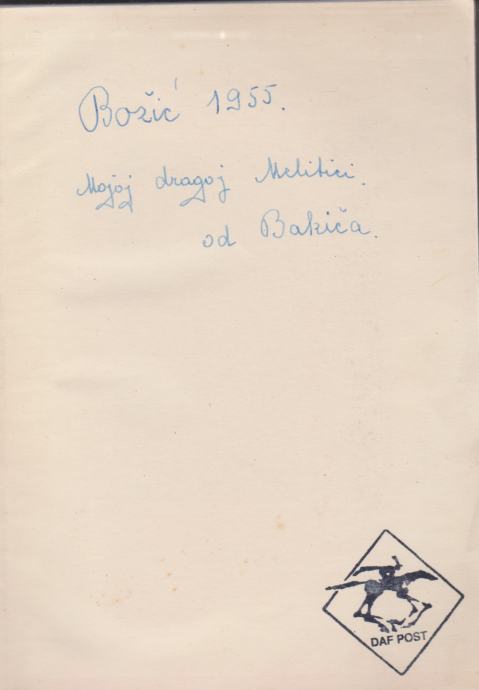 Božić 1955.
Mojoj dragoj Melitici.
od Bakiča.
DAF POST